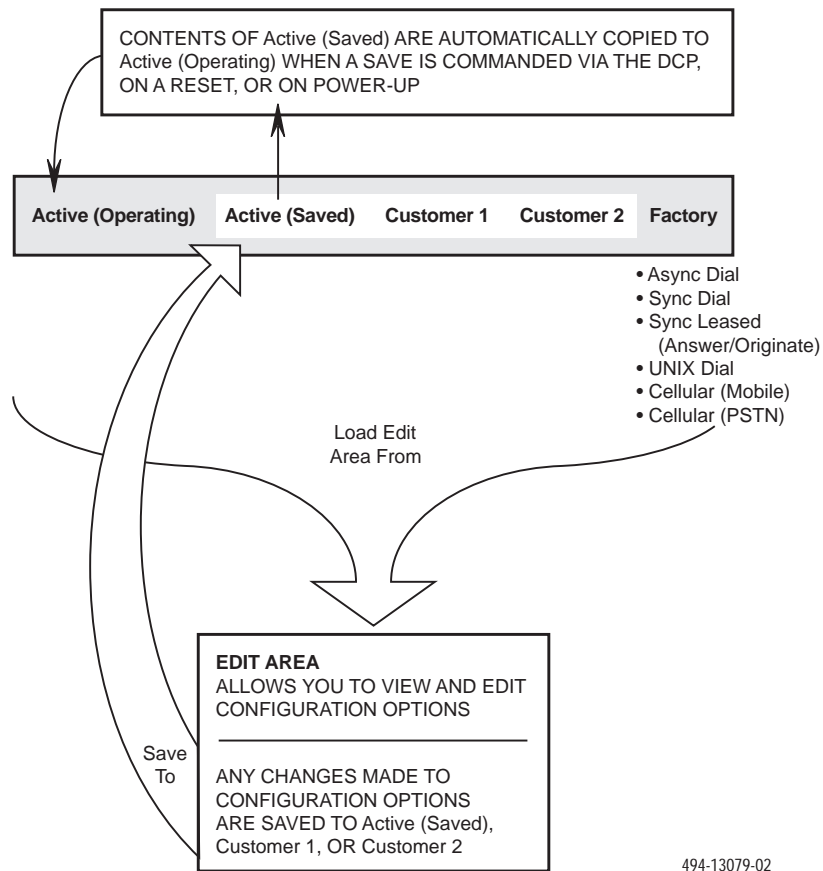 CONTENTS OF Active (Saved) ARE AUTOMATICALLY COPIED TO
Active (Operating) WHEN A SAVE IS COMMANDED VIA THE DCP,
ON A RESET, OR ON POWER-UP
Active (Operating) Active (Saved) Customer 1 Customer 2 Factory
• Async Dial
• Sync Dial
• Sync Leased
(Answer/Originate)
• UNIX Dial
• Cellular (Mobile)
• Cellular (PSTN)
Load Edit
Area From
EDIT AREA
ALLOWS YOU TO VIEW AND EDIT
CONFIGURATION OPTIONS
Save
To
ANY CHANGES MADE TO
CONFIGURATION OPTIONS
ARE SAVED TO Active (Saved),
Customer 1, OR Customer 2
494-13079-02